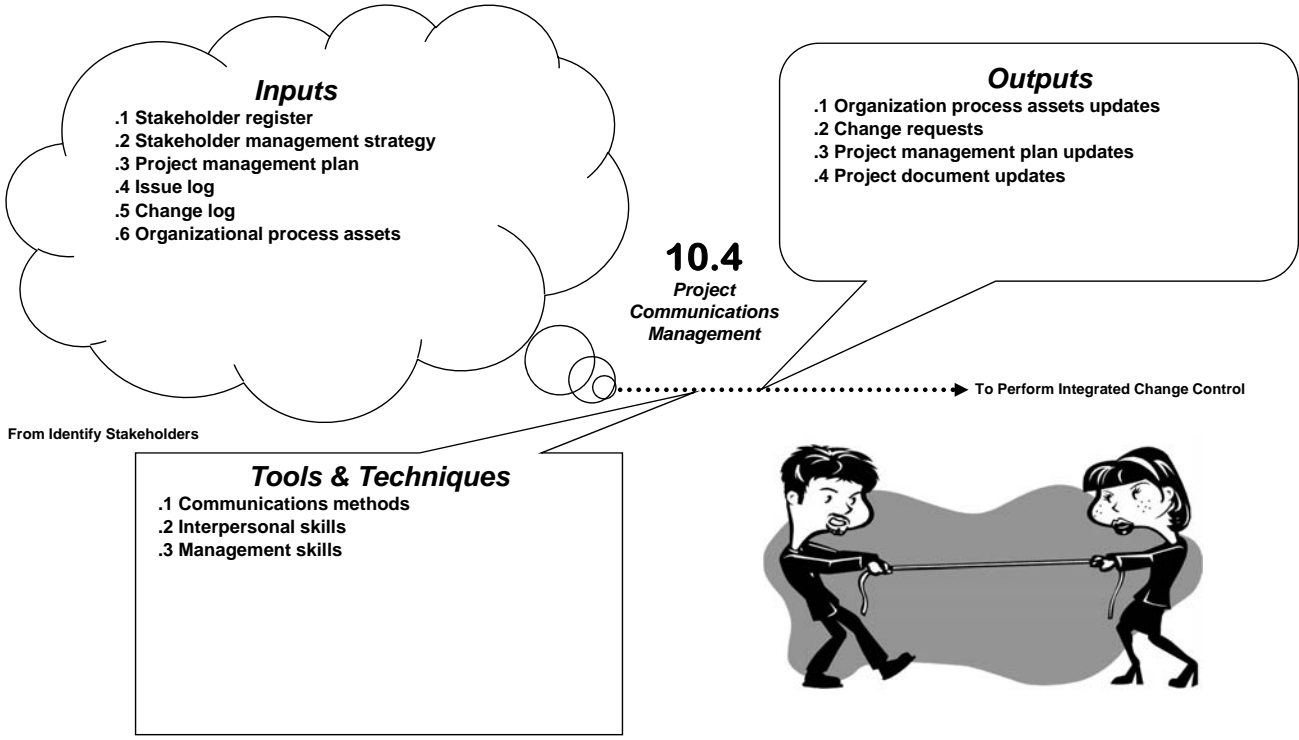 Inputs
.1 Stakeholder register
.2 Stakeholder management strategy
.3 Project management plan
.4 Issue log
.5 Change log
.6 Organizational process assets
Outputs
.1 Organization process assets updates
.2 Change requests
.3 Project management plan updates
.4 Project document updates
10.4
Project
Communications
Management
To Perform Integrated Change Control
From Identify Stakeholders
Tools & Techniques
.1 Communications methods
.2 Interpersonal skills
.3 Management skills